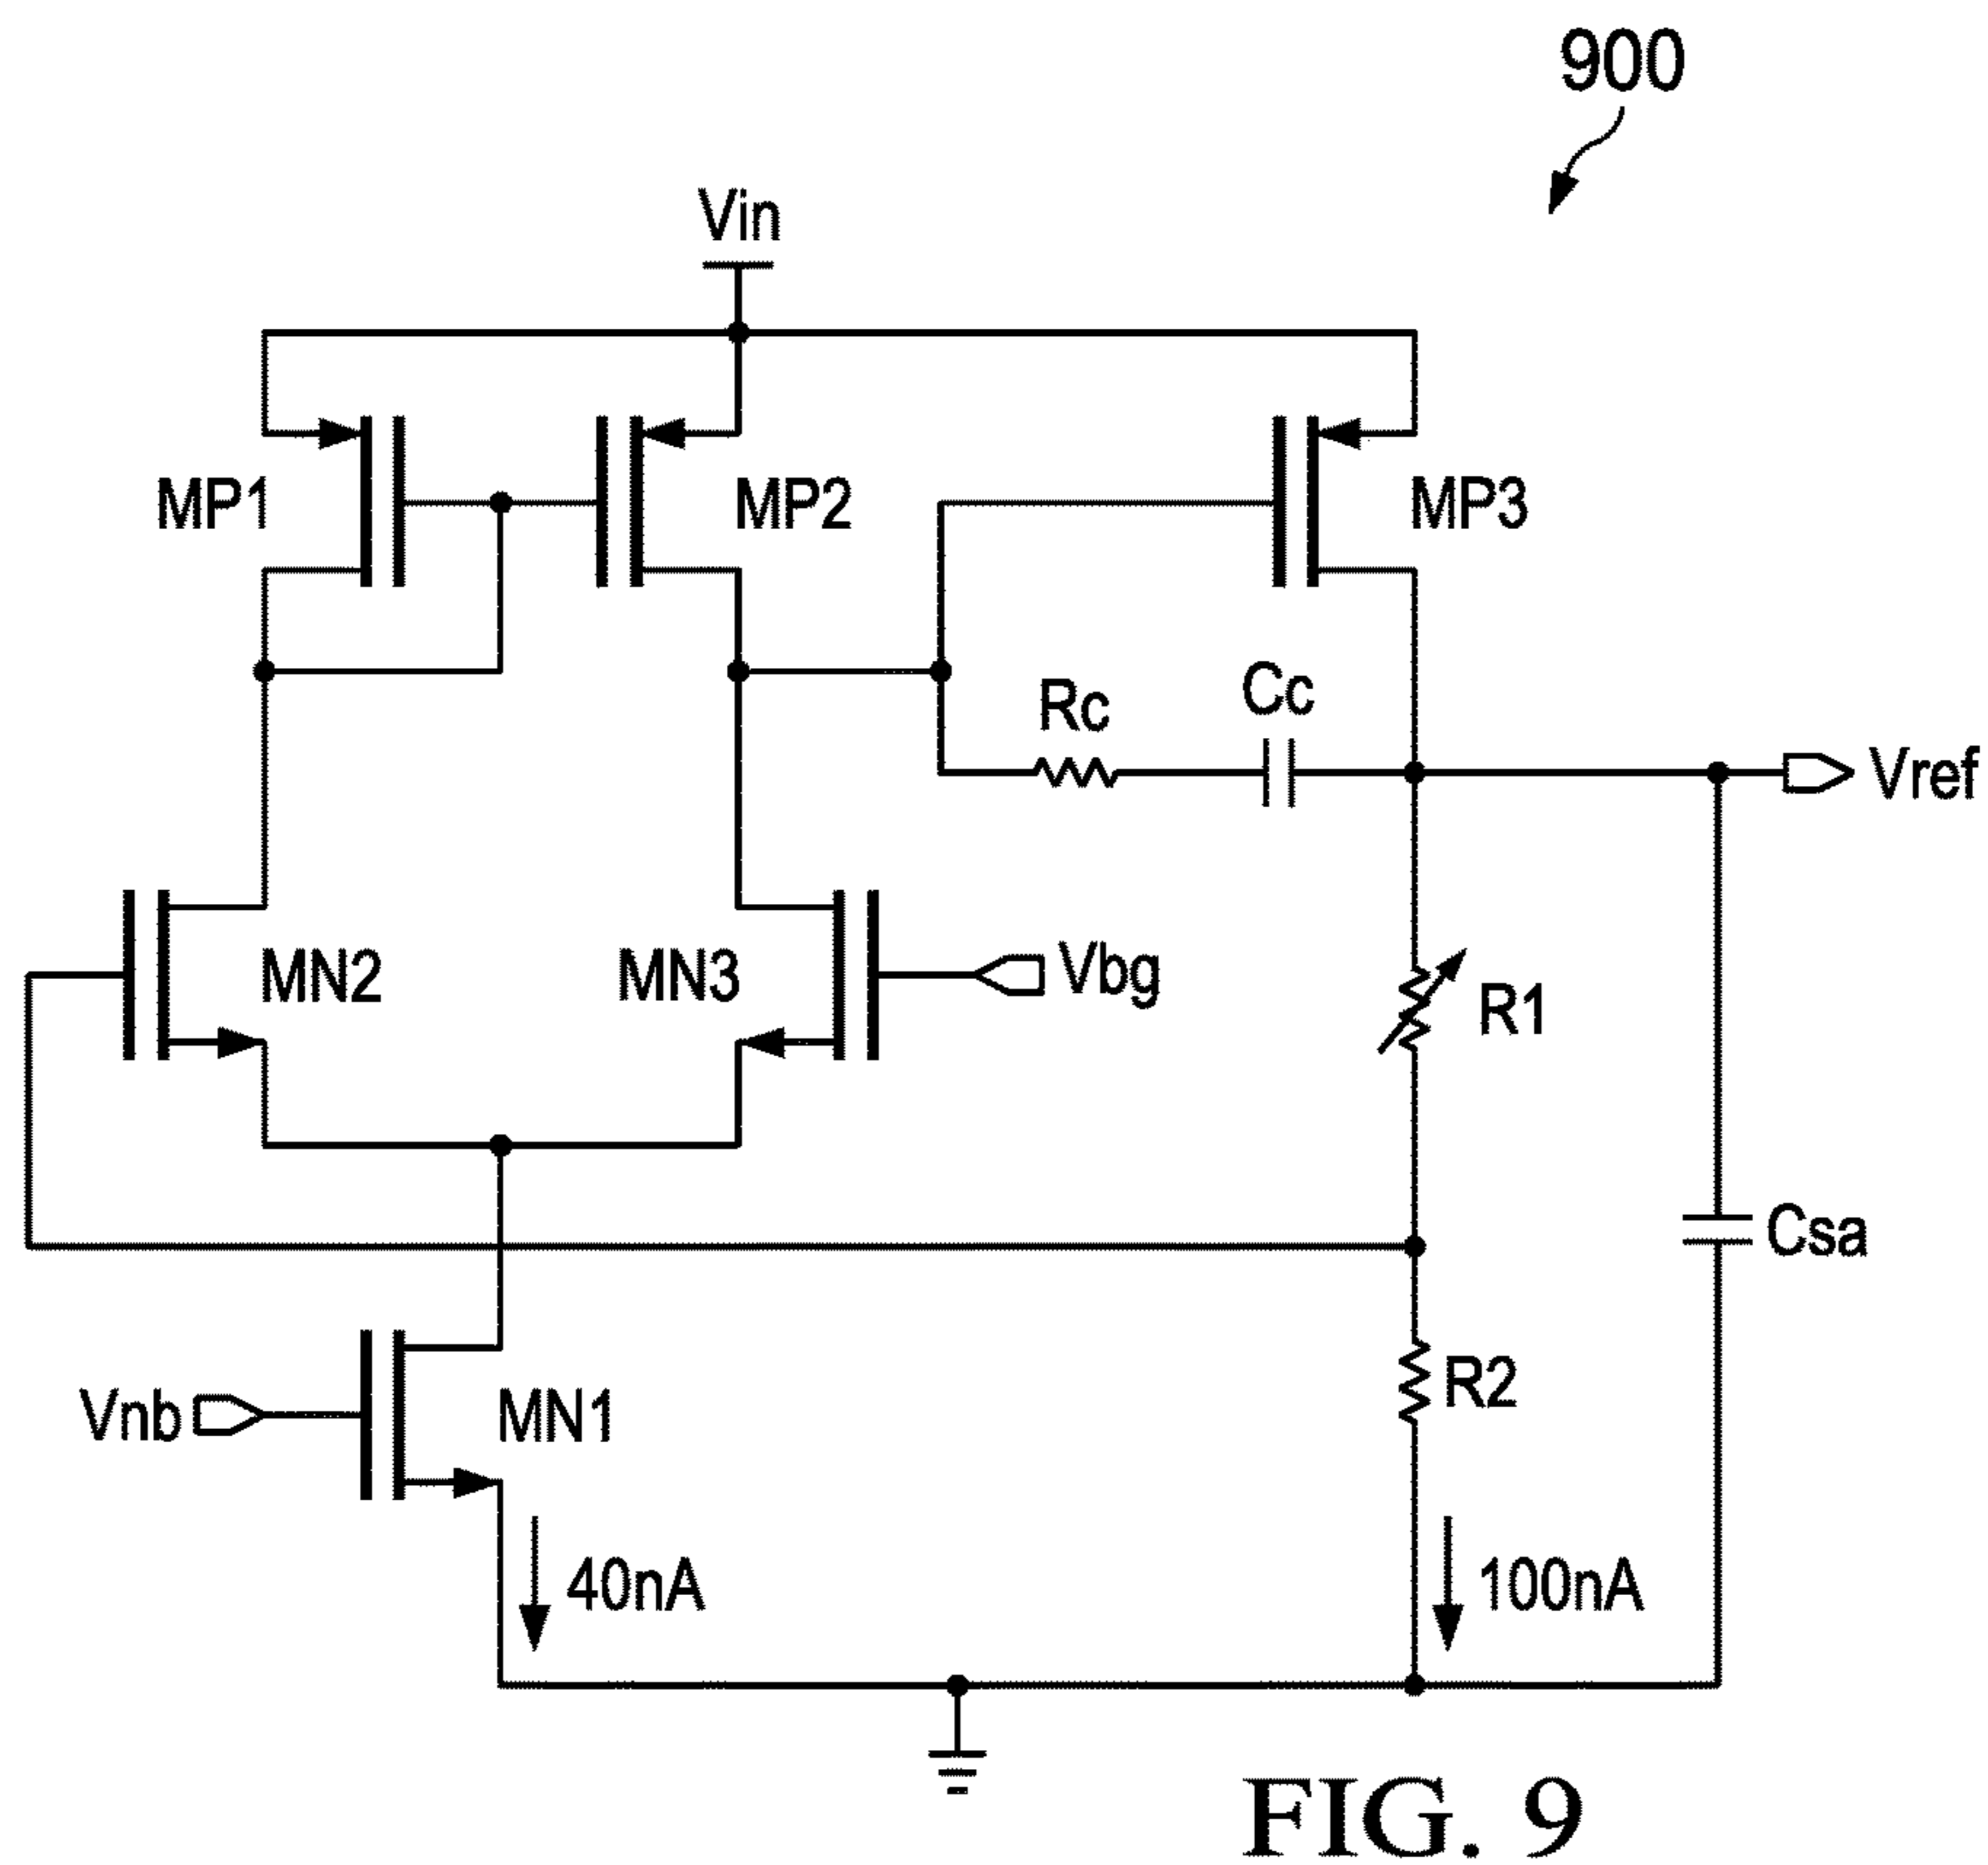 900
Vin
MP1
MP2
MP3
Rc
Cc
Vref
MN2
MN3
Vbg
R1
Csa
Vnb
MN1
R2
40nA
100nA
FIG. 9